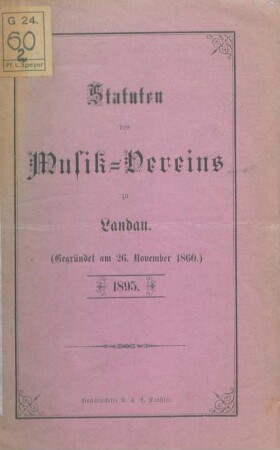 G 24.
60
2
Pf. L. Speyer
Statuten
des
Musik=Vereins
zu
Landau.
(Gegründet am 26. November 1860.)
1895.